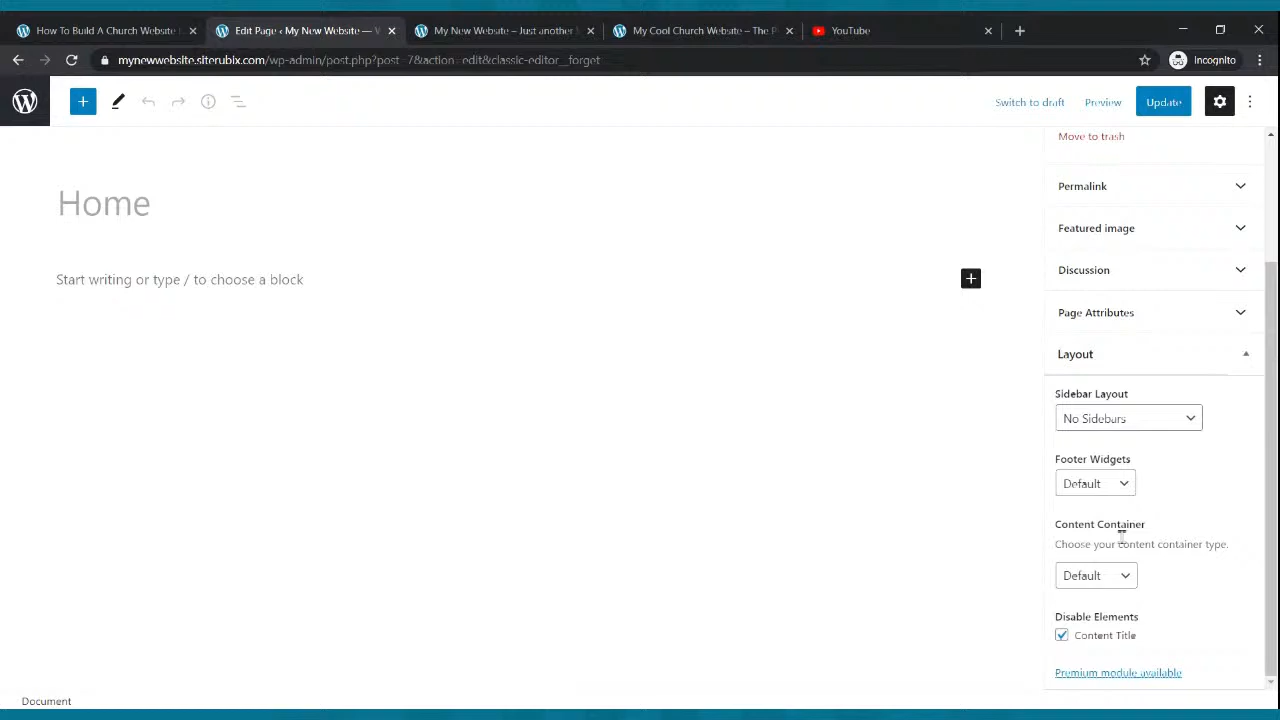 How To Build A Church Website
Edit Page ‹ My New Website —
My New Website – Just another
My Cool Church Website – The P
YouTube
mynewwebsite.siterubix.com/wp-admin/post.php?post=7&action=edit&classic-editor__forget
Incognito
Switch to draft
Preview
Update
Move to trash
Home
Permalink
Featured image
Start writing or type / to choose a block
Discussion
Page Attributes
Layout
Sidebar Layout
No Sidebars
Footer Widgets
Default
Content Container
Choose your content container type.
Default
Disable Elements
Content Title
Premium module available
Document